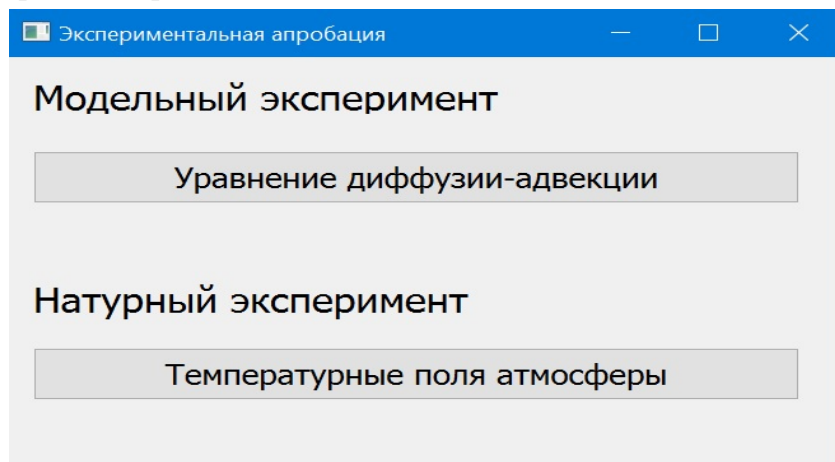 Экспериментальная апробация
Модельный эксперимент
Уравнение диффузии-адвекции
Натурный эксперимент
Температурные поля атмосферы